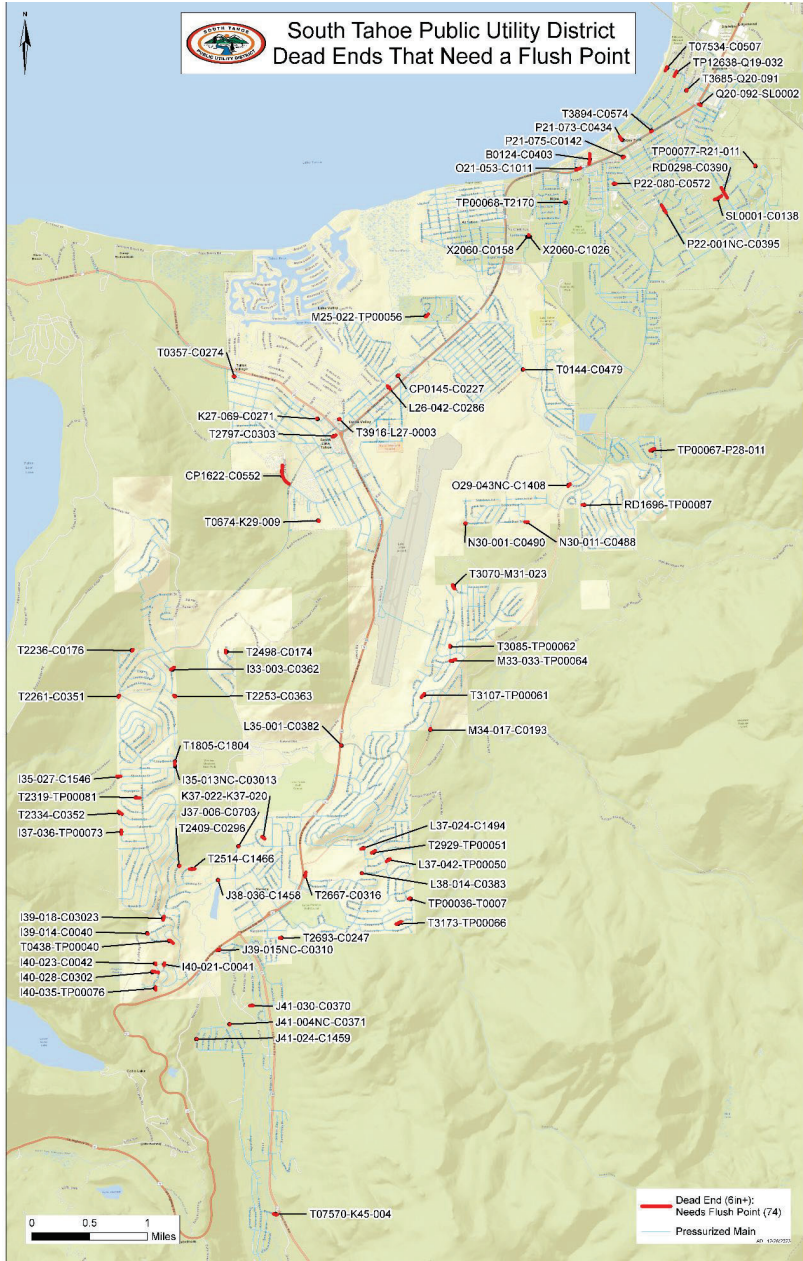 South Tahoe Public Utility District
Dead Ends That Need a Flush Point
SOUTH TAHOE
PUBLIC UTILITY DISTRICT
N
T07534-C0507
TP12638-Q19-032
T3685-Q20-091
Q20-092-SL0002
T3894-C0574
P21-073-C0434
P21-075-C0142
B0124-C0403
O21-053-C1011
TP00077-R21-011
RD0298-C0390
P22-080-C0572
TP00068-T2170
SL0001-C0138
P22-001NC-C0395
X2060-C0158
X2060-C1026
M25-022-TP00056
T0357-C0274
T0144-C0479
CP0145-C0227
L26-042-C0286
K27-069-C0271
T3916-L27-0003
T2797-C0303
TP00067-P28-011
CP1622-C0552
O29-043NC-C1408
RD1696-TP00087
T0674-K29-009
N30-001-C0490
N30-011-C0488
T3070-M31-023
T2236-C0176
T2498-C0174
T3085-TP00062
I33-003-C0362
M33-033-TP00064
T2261-C0351
T2253-C0363
T3107-TP00061
L35-001-C0382
M34-017-C0193
T1805-C1804
I35-027-C1546
I35-013NC-C03013
T2319-TP00081
K37-022-K37-020
T2334-C0352
J37-006-C0703
I37-036-TP00073
T2409-C0296
L37-024-C1494
T2929-TP00051
T2514-C1466
L37-042-TP00050
J38-036-C1458
T2667-C0316
L38-014-C0383
TP00036-T0007
I39-018-C03023
T3173-TP00066
I39-014-C0040
T2693-C0247
T0438-TP00040
J39-015NC-C0310
I40-023-C0042
I40-021-C0041
I40-028-C0302
I40-035-TP00076
J41-030-C0370
J41-004NC-C0371
J41-024-C1459
T07570-K45-004
Dead End (6in+):
Needs Flush Point (74)
Pressurized Main
0 0.5 1
Miles